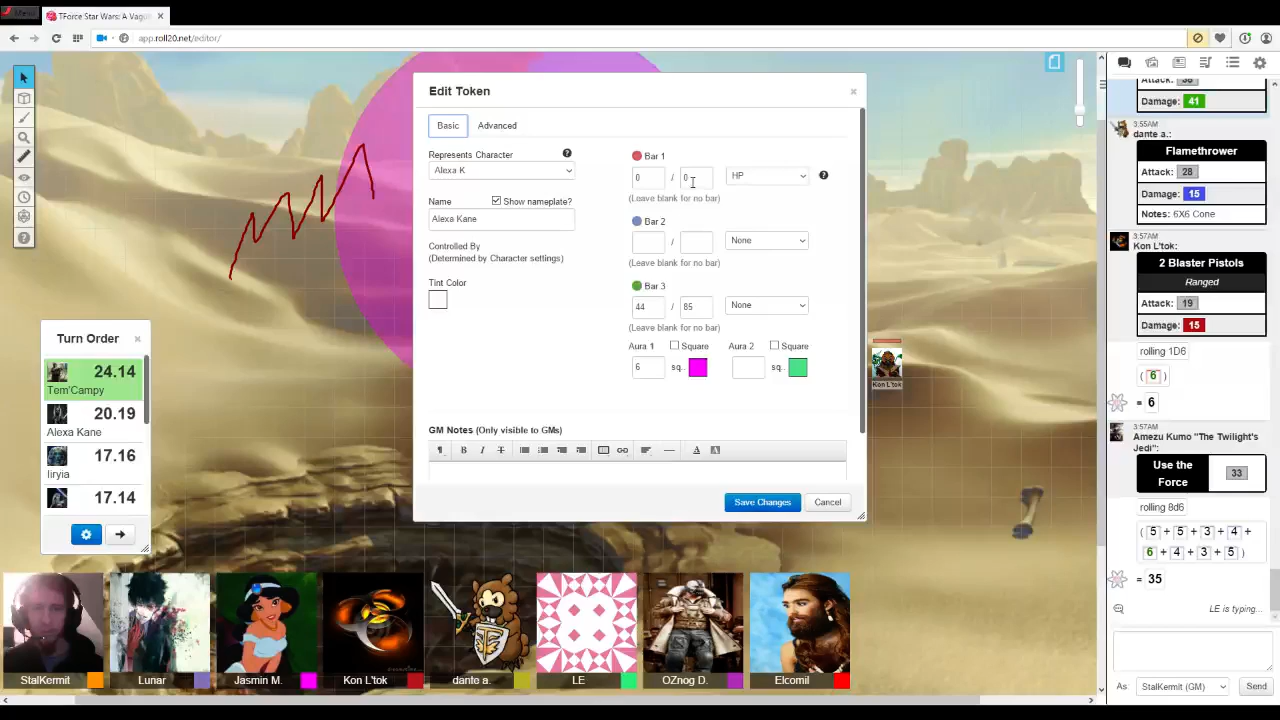 Menu
TForce Star Wars: A Vagu
app.roll20.net/editor/
Edit Token
Basic
Advanced
Represents Character
Alexa K
Name
Show nameplate?
Alexa Kane
Controlled By
(Determined by Character settings)
Tint Color
Bar 1
0 / 0
HP
(Leave blank for no bar)
Bar 2
/
None
(Leave blank for no bar)
Bar 3
44 / 85
None
(Leave blank for no bar)
Aura 1
Square
Aura 2
Square
6
sq..
sq..
GM Notes (Only visible to GMs)
Save Changes
Cancel
Turn Order
24.14
Tem'Campy
20.19
Alexa Kane
17.16
17.14
Kon L'tok
StalKermit
Lunar
Jasmin M.
Kon L'tok
dante a.
LE
OZnog D.
Elcomil
Attack: 38
Damage: 41
3:55AM
dante a.:
Flamethrower
Attack: 28
Damage: 15
Notes: 6X6 Cone
3:57AM
Kon L'tok:
2 Blaster Pistols
Ranged
Attack: 19
Damage: 15
rolling 1D6
( 6 )
= 6
3:57AM
Amezu Kumo "The Twilight's
Jedi":
Use the
Force
33
rolling 8d6
( 5 + 5 + 3 + 4 +
6 + 4 + 3 + 5 )
= 35
LE is typing...
As:
StalKermit (GM)
Send